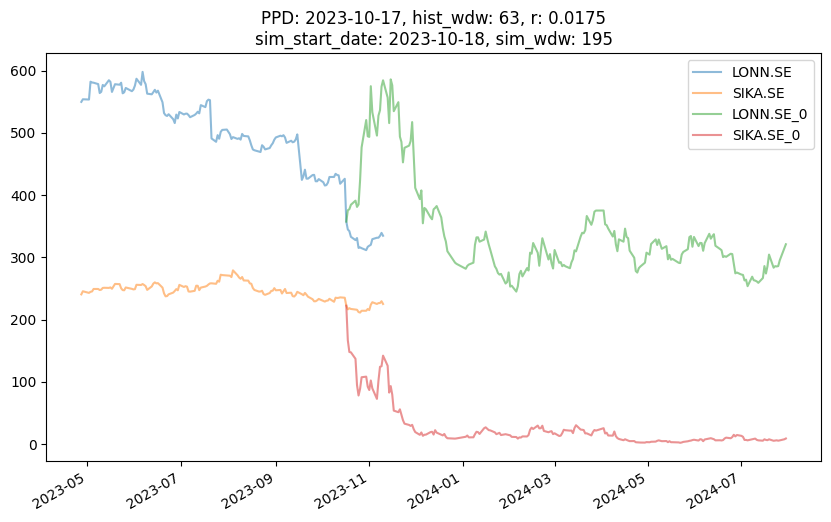 PPD: 2023-10-17, hist_wdw: 63, r: 0.0175
sim_start_date: 2023-10-18, sim_wdw: 195
LONN.SE
SIKA.SE
LONN.SE_0
SIKA.SE_0
600
500
400
300
200
100
0
2023-05
2023-07
2023-09
2023-11
2024-01
2024-03
2024-05
2024-07